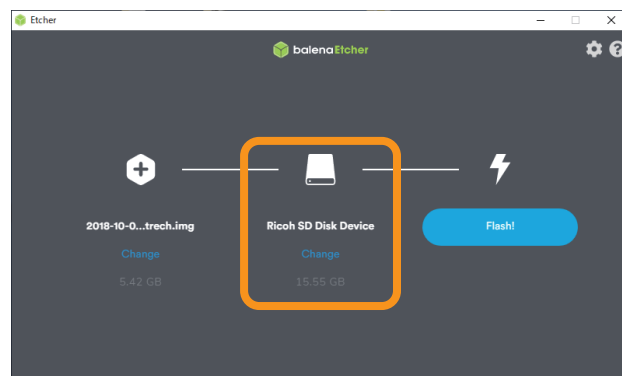 Etcher
balenaEtcher
2018-10-0...trech.img
Ricoh SD Disk Device
Flash!
Change
Change
5.42 GB
15.55 GB